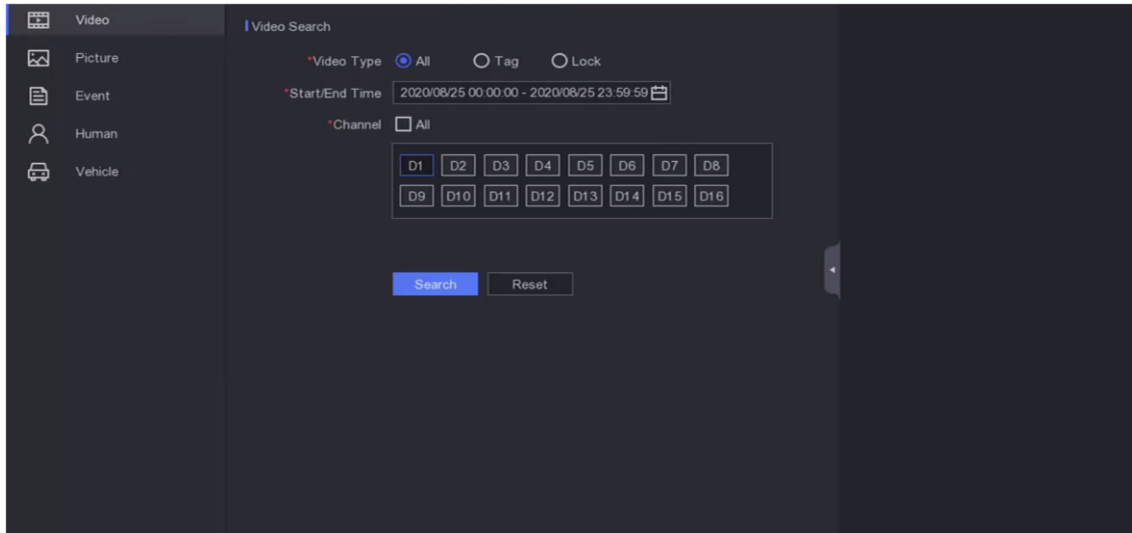 Video
Picture
Event
Human
Vehicle
Video Search
*Video Type All Tag Lock
*Start/End Time 2020/08/25 00:00:00 - 2020/08/25 23:59:59
*Channel All
D1 D2 D3 D4 D5 D6 D7 D8
D9 D10 D11 D12 D13 D14 D15 D16
Search Reset